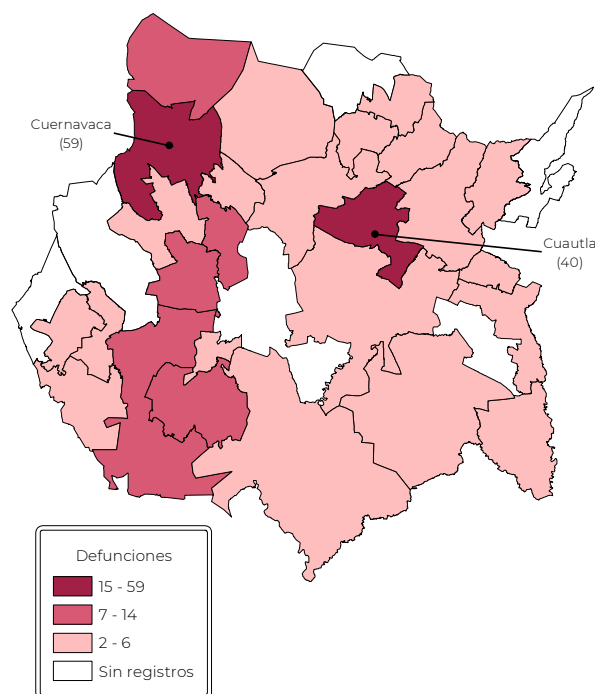 Cuernavaca
(59)
Cuautla
(40)
Defunciones
15 - 59
7 - 14
2 - 6
Sin registros